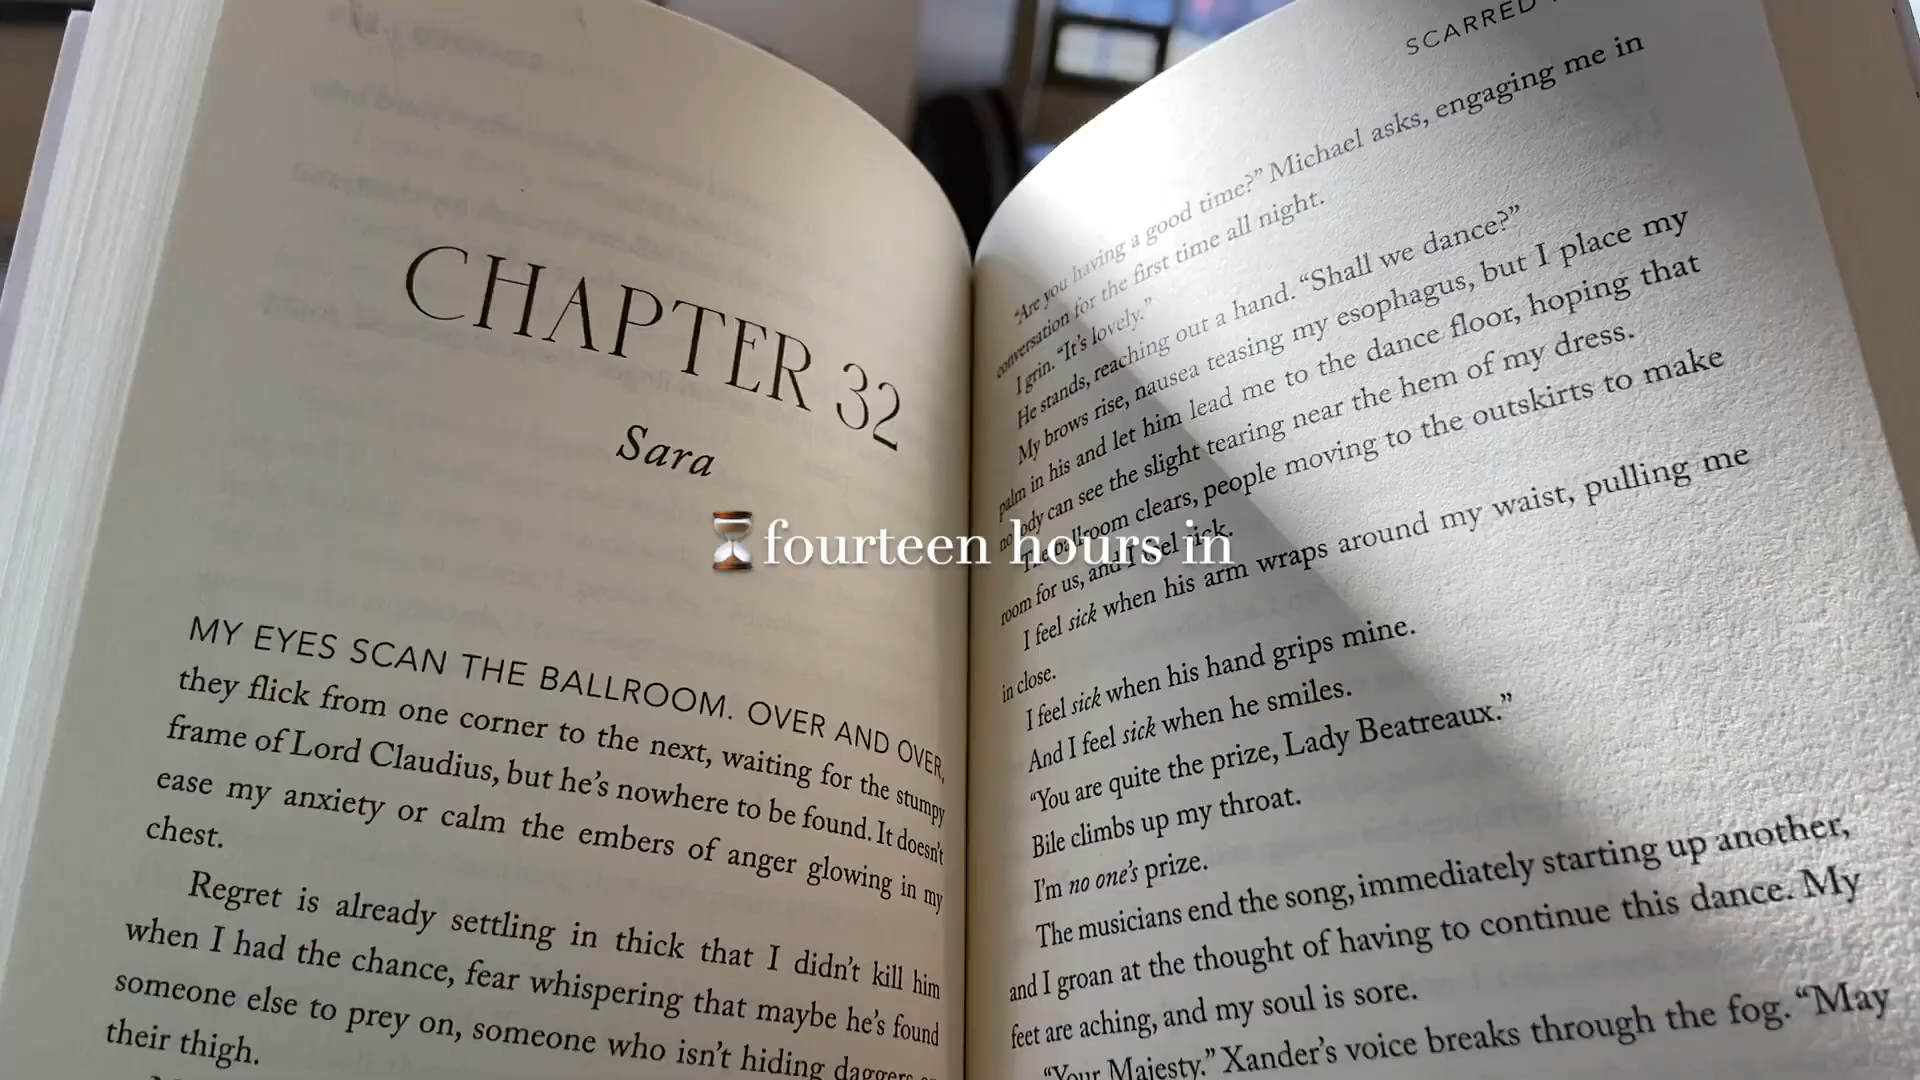 CHAPTER 32
Sara
MY EYES SCAN THE BALLROOM. OVER AND OVER,
they flick from one corner to the next, waiting for the stumpy
frame of Lord Claudius, but he's nowhere to be found. It doesn't
ease my anxiety or calm the embers of anger glowing in my
chest.
Regret is already settling in thick that I didn't kill him
when I had the chance, fear whispering that maybe he's found
someone else to prey on, someone who isn't hiding daggers
their thigh.
SCARRED
“Are you having a good time?” Michael asks, engaging me in
conversation for the first time all night.
I grin. “It's lovely.”
He stands, reaching out a hand. “Shall we dance?”
My brows rise, nausea teasing my esophagus, but I place my
palm in his and let him lead me to the dance floor, hoping that
nobody can see the slight tearing near the hem of my dress.
The ballroom clears, people moving to the outskirts to make
room for us, and I feel sick.
I feel sick when his arm wraps around my waist, pulling me
in close.
I feel sick when his hand grips mine.
And I feel sick when he smiles.
“You are quite the prize, Lady Beatreaux.”
Bile climbs up my throat.
I'm no one's prize.
The musicians end the song, immediately starting up another,
and I groan at the thought of having to continue this dance. My
feet are aching, and my soul is sore.
“Your Majesty.” Xander's voice breaks through the fog. “May
⏳fourteen hours in